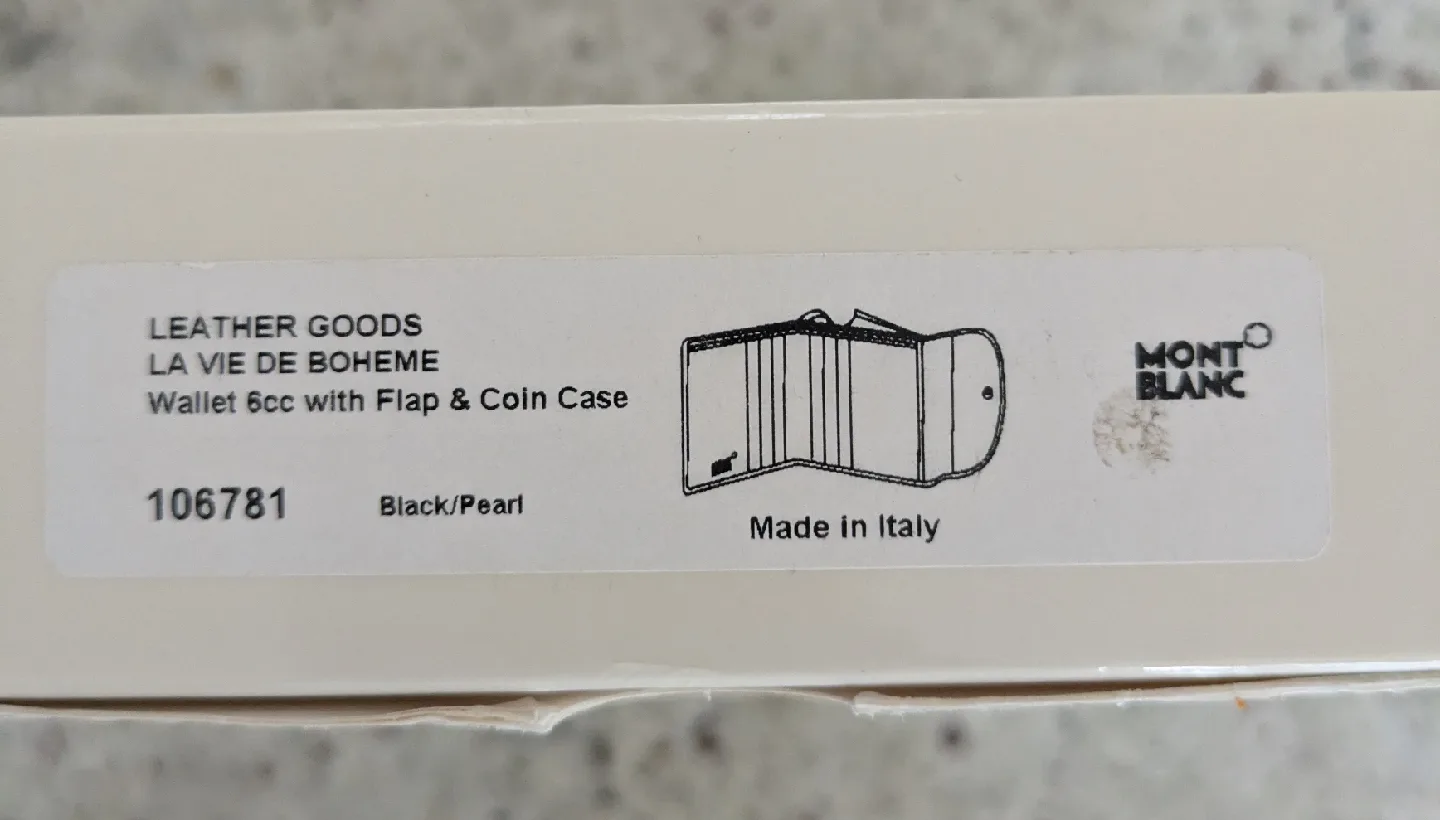 LEATHER GOODS
LA VIE DE BOHEME
Wallet 6cc with Flap & Coin Case
106781 Black/Pearl
Made in Italy
MONT
BLANC